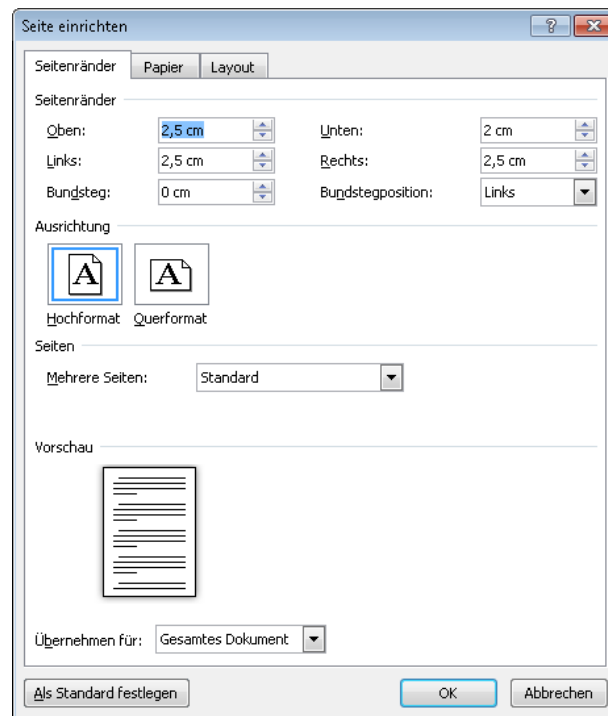 Seite einrichten
Seitenränder Papier Layout
Seitenränder
Oben: 2,5 cm Unten: 2 cm
Links: 2,5 cm Rechts: 2,5 cm
Bundsteg: 0 cm Bundstegposition: Links
Ausrichtung
A A
Hochformat Querformat
Seiten
Mehrere Seiten: Standard
Vorschau
Übernehmen für: Gesamtes Dokument
Als Standard festlegen OK Abbrechen